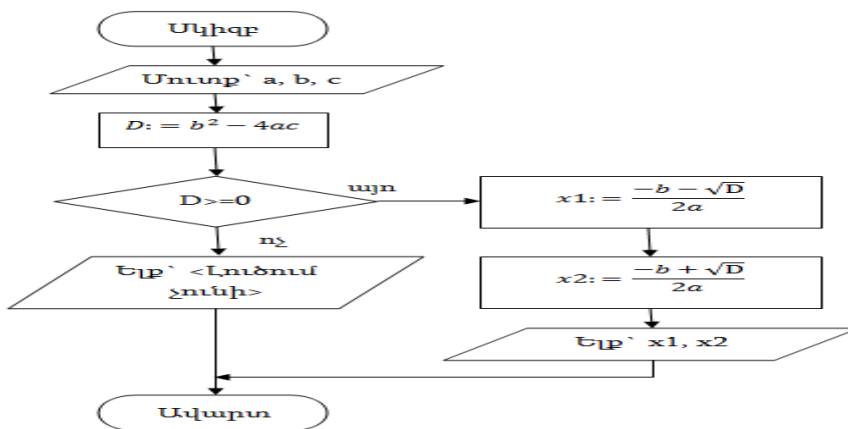 Սկիզբ
Մուտք՝ a, b, c
D: = b² − 4ac
D>=0
այո
ոչ
Ելք՝ <Լուծում
չունի>
x1: = (−b − √D)/2a
x2: = (−b + √D)/2a
Ելք՝ x1, x2
Ավարտ